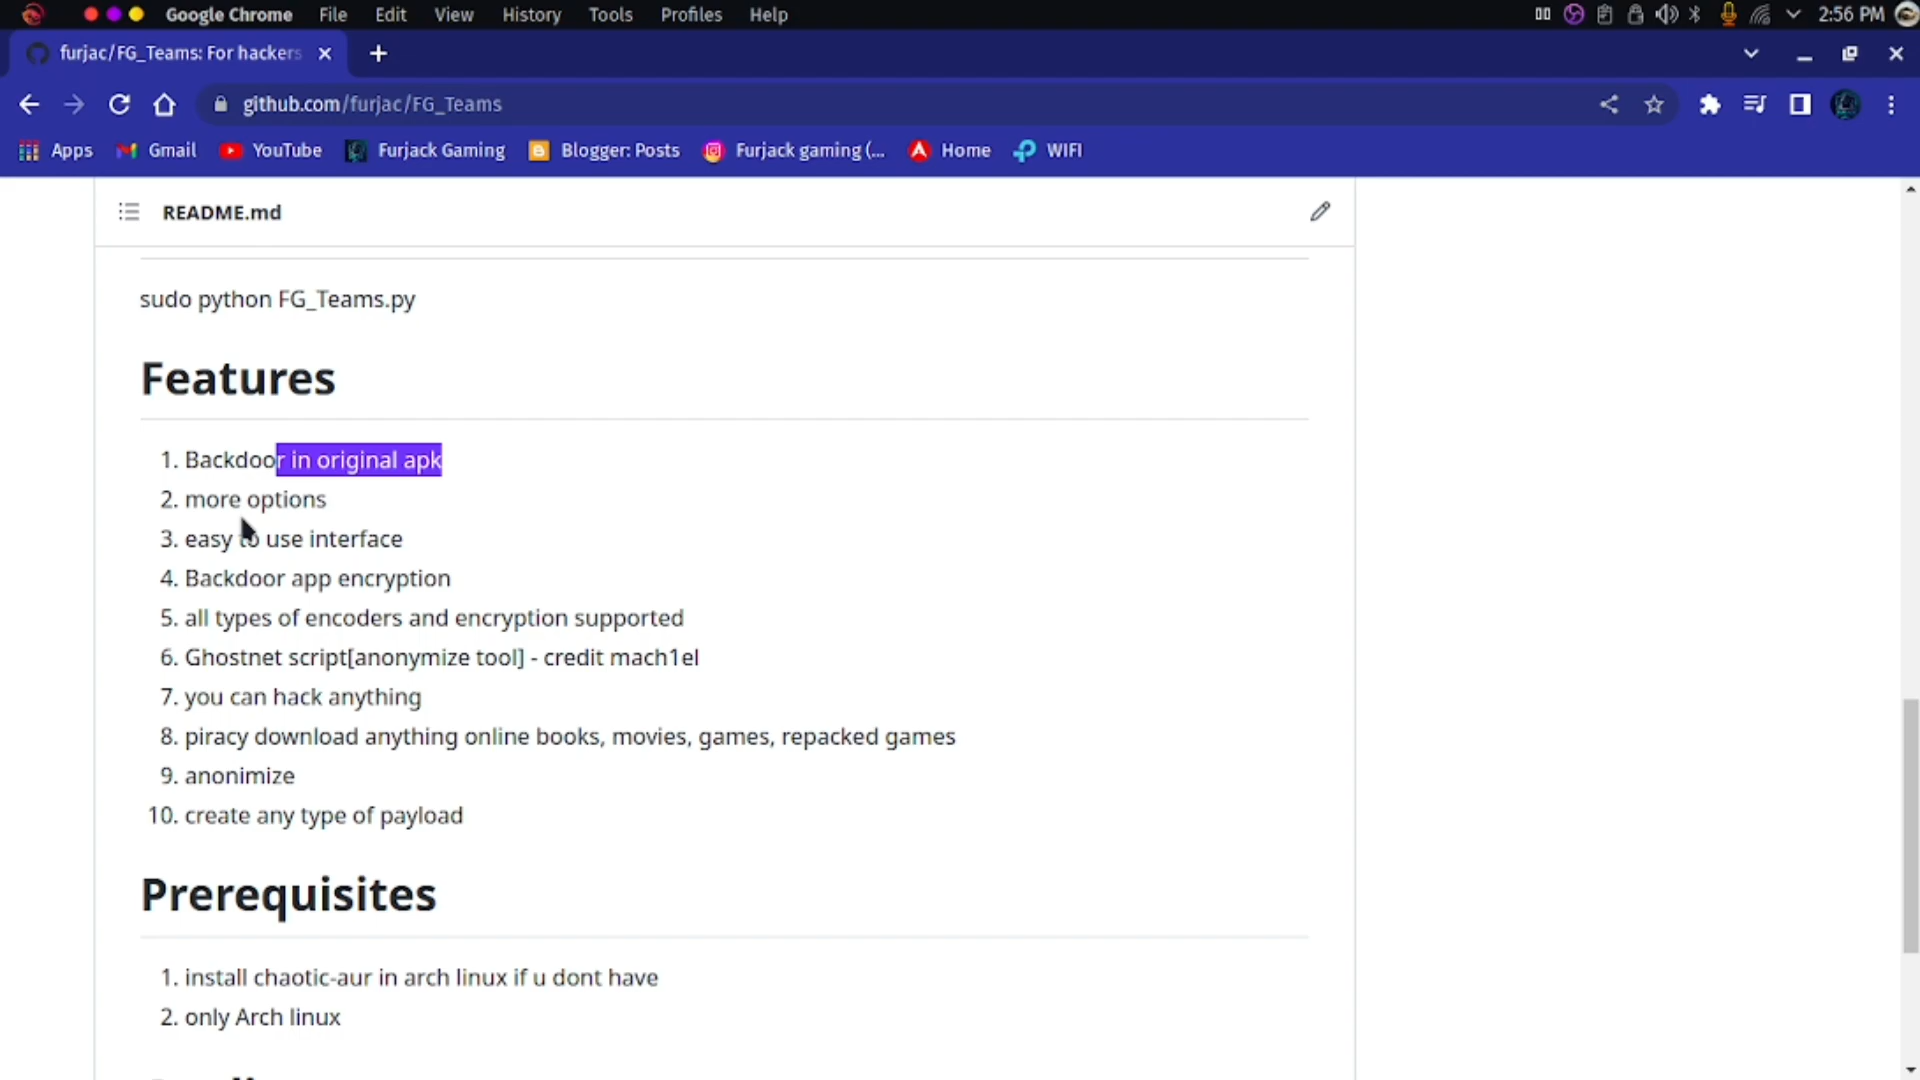 Google Chrome File Edit View History Tools Profiles Help 2:56 PM
furjac/FG_Teams: For hackers
github.com/furjac/FG_Teams
Apps Gmail YouTube Furjack Gaming Blogger: Posts Furjack gaming (... Home WIFI
README.md
sudo python FG_Teams.py
Features
1. Backdoor in original apk
2. more options
3. easy to use interface
4. Backdoor app encryption
5. all types of encoders and encryption supported
6. Ghostnet script[anonymize tool] - credit mach1el
7. you can hack anything
8. piracy download anything online books, movies, games, repacked games
9. anonimize
10. create any type of payload
Prerequisites
1. install chaotic-aur in arch linux if u dont have
2. only Arch linux